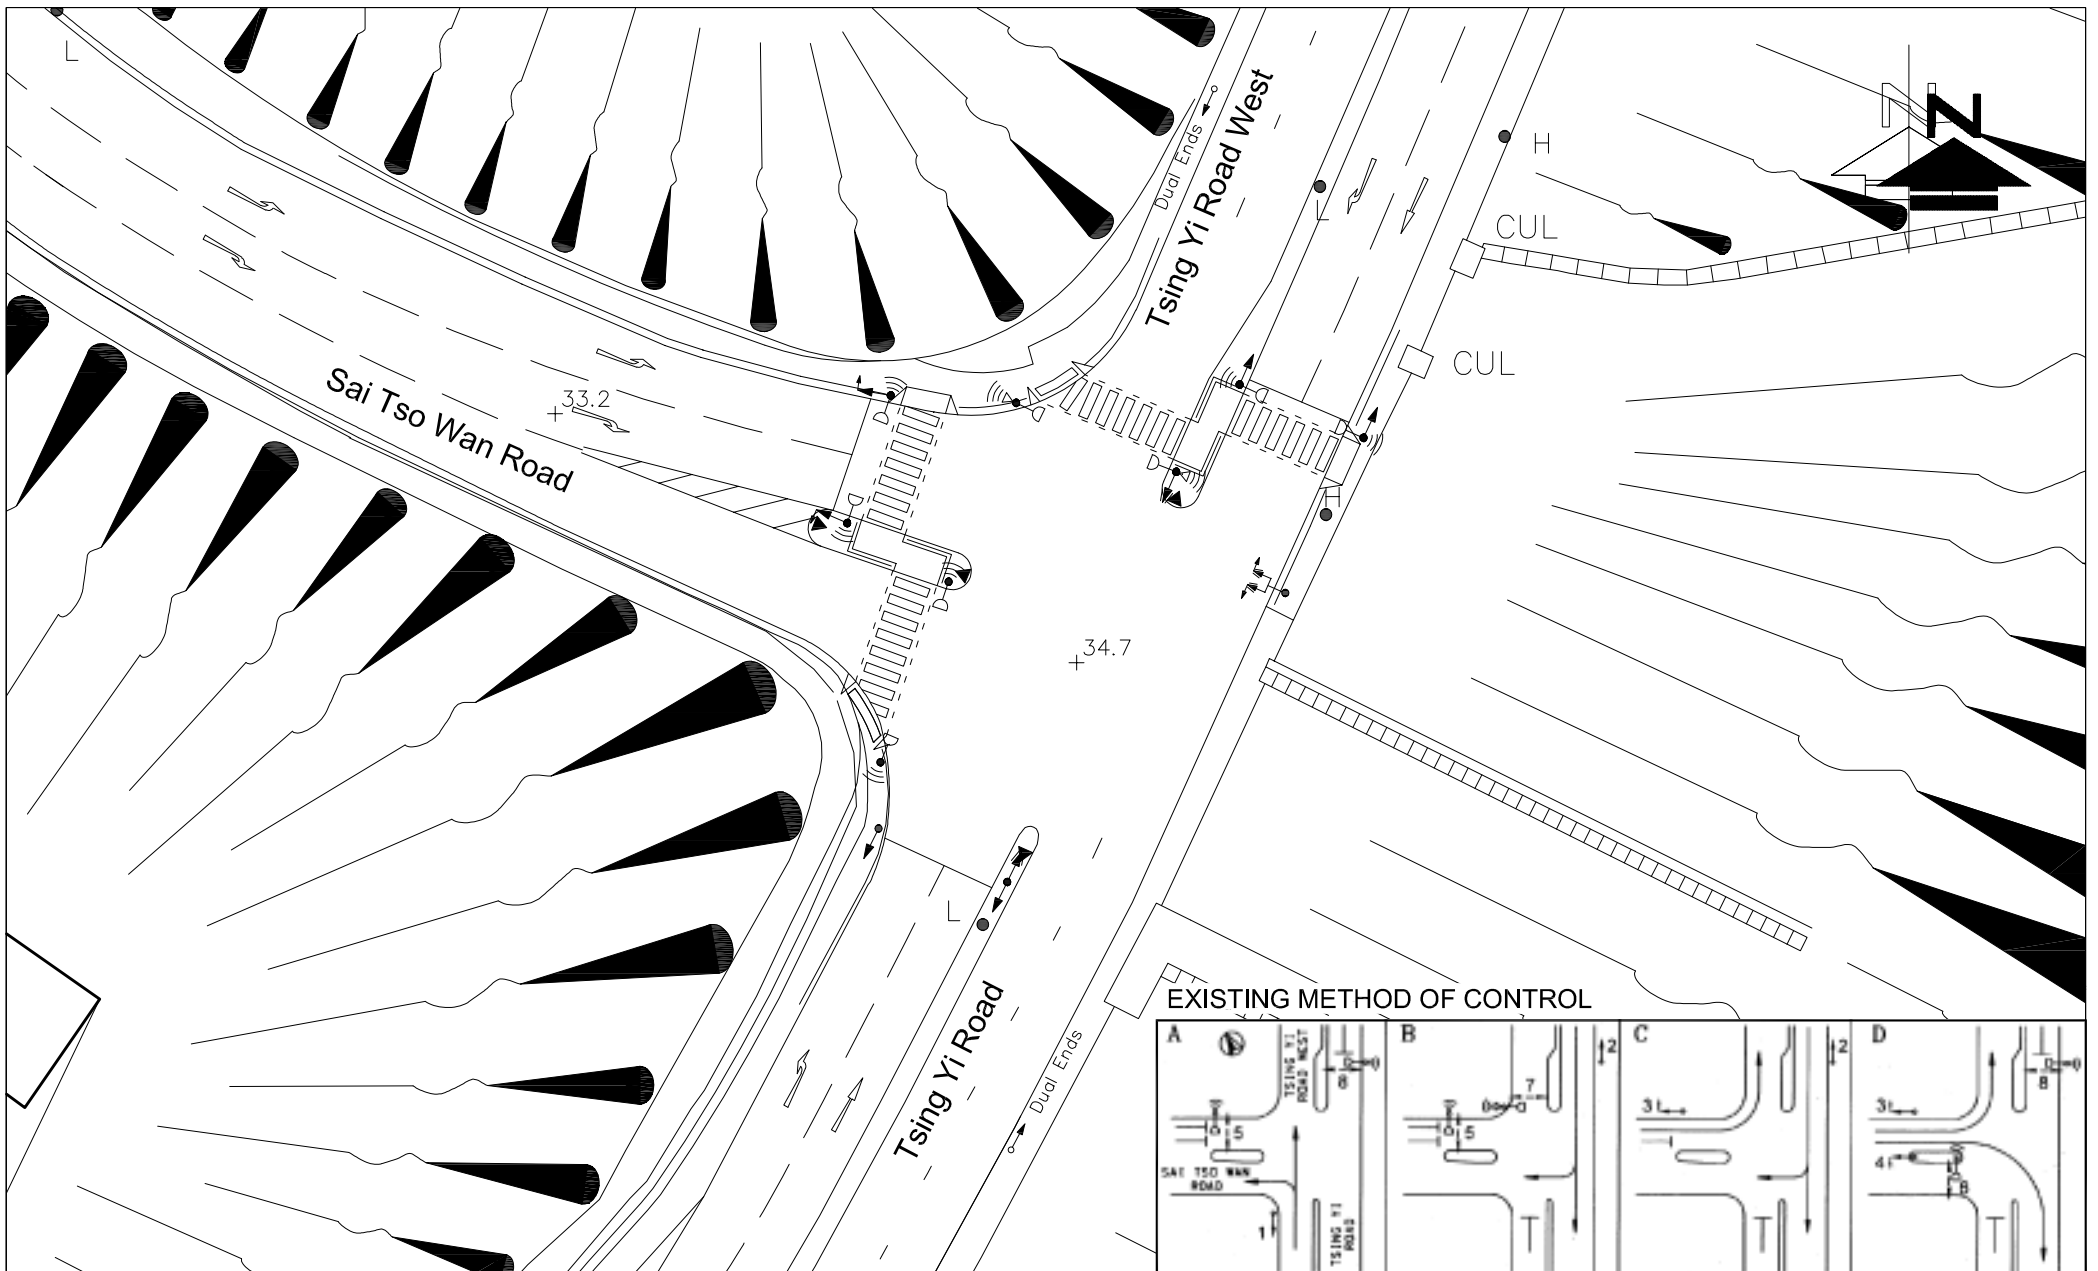 L
N
N
Dual Ends
Tsing Yi Road West
H
L
CUL
CUL
33.2
Sai Tso Wan Road
H
34.7
L
Tsing Yi Road
Dual Ends
EXISTING METHOD OF CONTROL
A
TSING YI
ROAD WEST
8
5
SAI TSO WAN
ROAD
1
TSING YI
ROAD
B
2
7
5
C
2
3
D
8
3
4
6